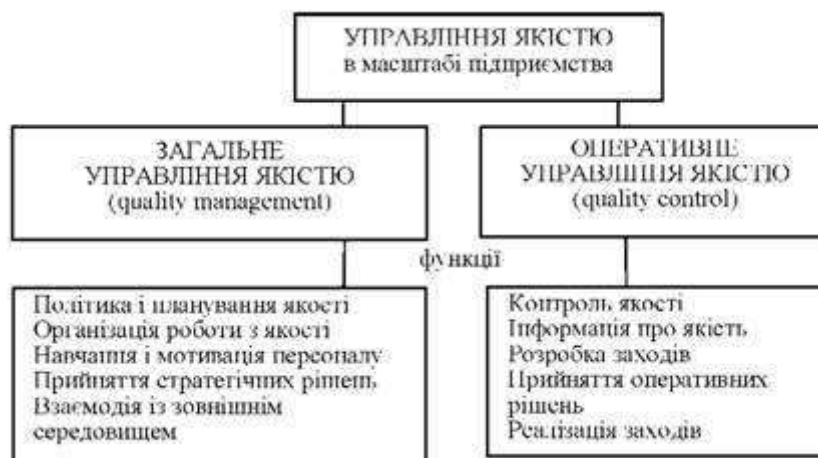 УПРАВЛІННЯ ЯКІСТЮ
в масштабі підприємства
ЗАГАЛЬНЕ
УПРАВЛІННЯ ЯКІСТЮ
(quality management)
ОПЕРАТИВНЕ
УПРАВЛІННЯ ЯКІСТЮ
(quality control)
функції
Політика і планування якості
Організація роботи з якості
Навчання і мотивація персоналу
Прийняття стратегічних рішень
Взаємодія із зовнішнім
середовищем
Контроль якості
Інформація про якість
Розробка заходів
Прийняття оперативних
рішень
Реалізація заходів